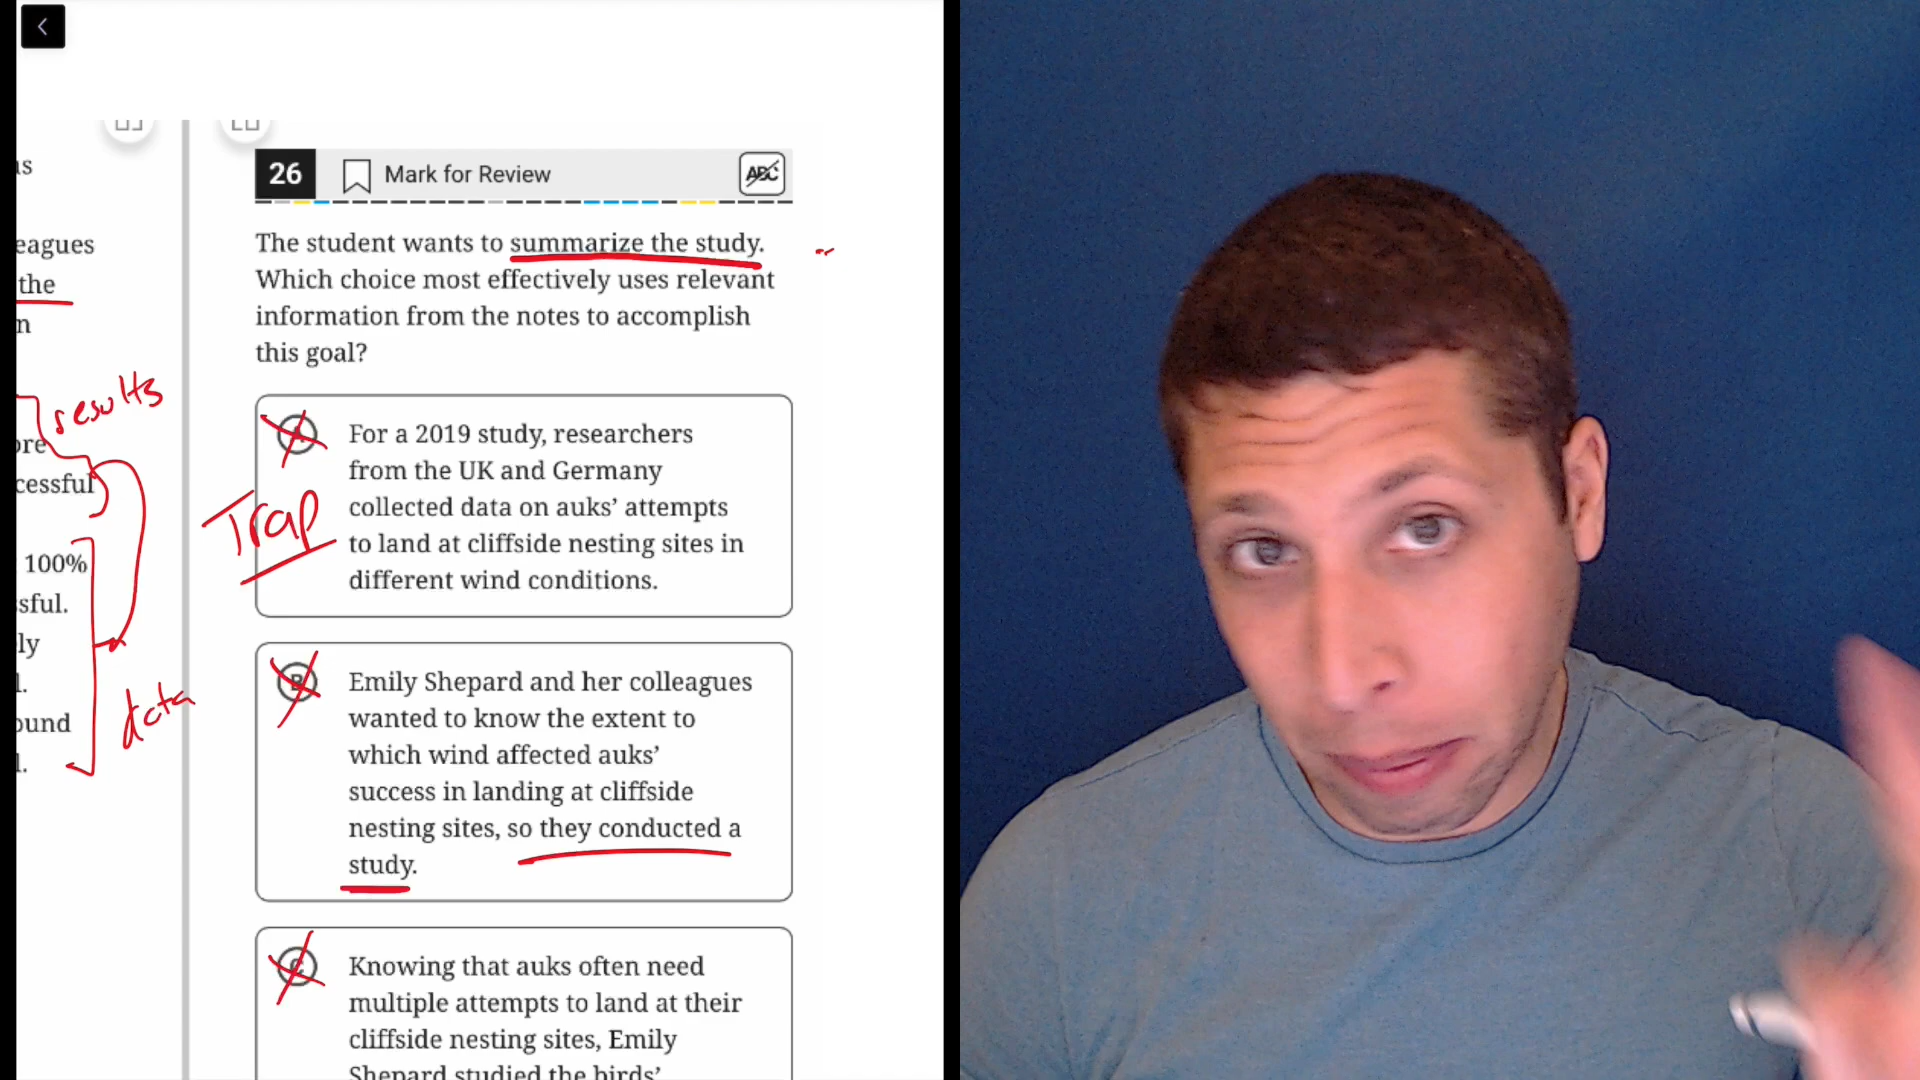 is
eagues
the
n
results
ore
cessful
100%
sful.
ly
l.
ound
l.
data
26 Mark for Review ABC
The student wants to summarize the study.
Which choice most effectively uses relevant
information from the notes to accomplish
this goal?
Trap
A For a 2019 study, researchers
from the UK and Germany
collected data on auks' attempts
to land at cliffside nesting sites in
different wind conditions.
B Emily Shepard and her colleagues
wanted to know the extent to
which wind affected auks'
success in landing at cliffside
nesting sites, so they conducted a
study.
C Knowing that auks often need
multiple attempts to land at their
cliffside nesting sites, Emily
Shepard studied the birds'